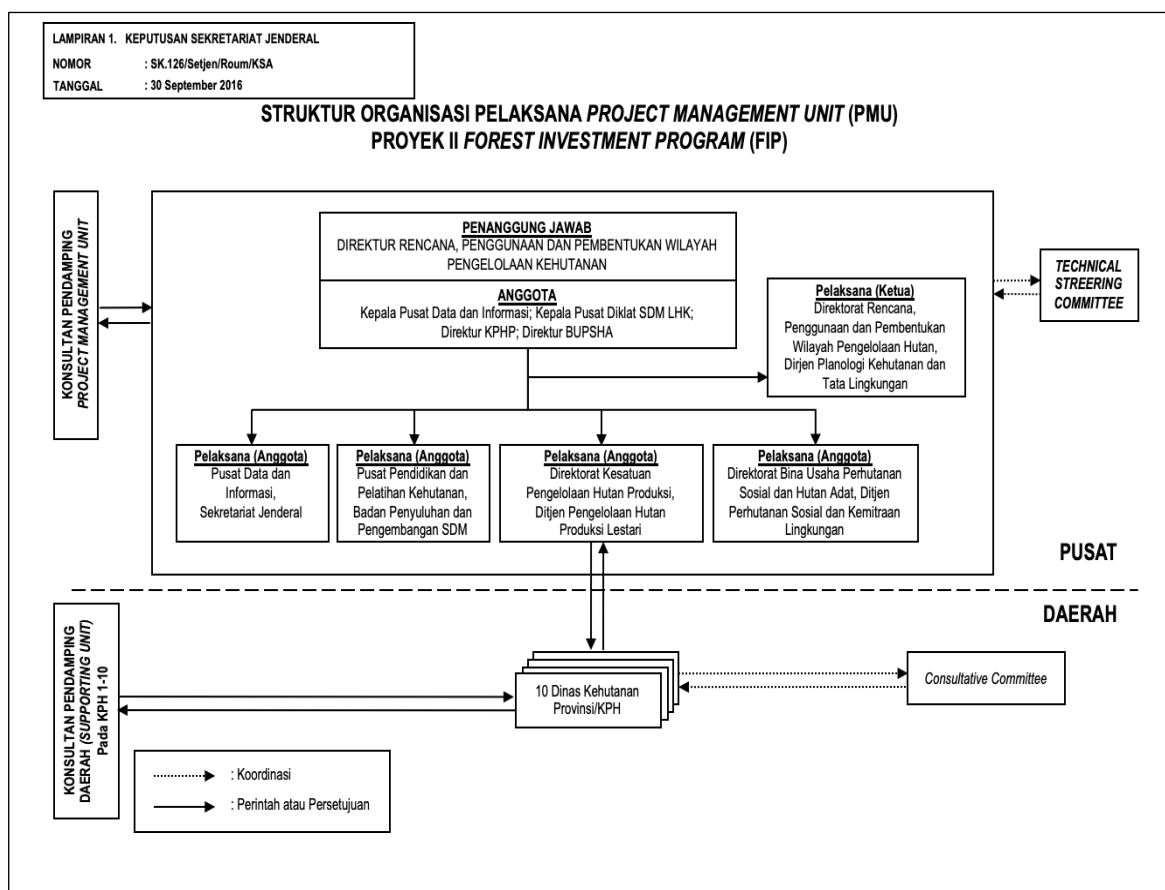 LAMPIRAN 1. KEPUTUSAN SEKRETARIAT JENDERAL
NOMOR : SK.126/Setjen/Roum/KSA
TANGGAL : 30 September 2016
STRUKTUR ORGANISASI PELAKSANA PROJECT MANAGEMENT UNIT (PMU)
PROYEK II FOREST INVESTMENT PROGRAM (FIP)
KONSULTAN PENDAMPING
PROJECT MANAGEMENT UNIT
PENANGGUNG JAWAB
DIREKTUR RENCANA, PENGGUNAAN DAN PEMBENTUKAN WILAYAH
PENGELOLAAN KEHUTANAN
ANGGOTA
Kepala Pusat Data dan Informasi; Kepala Pusat Diklat SDM LHK;
Direktur KPHP; Direktur BUPSHA
Pelaksana (Ketua)
Direktorat Rencana,
Penggunaan dan Pembentukan
Wilayah Pengelolaan Hutan,
Dirjen Planologi Kehutanan dan
Tata Lingkungan
TECHNICAL
STREERING
COMMITTEE
Pelaksana (Anggota)
Pusat Data dan
Informasi,
Sekretariat Jenderal
Pelaksana (Anggota)
Pusat Pendidikan dan
Pelatihan Kehutanan,
Badan Penyuluhan dan
Pengembangan SDM
Pelaksana (Anggota)
Direktorat Kesatuan
Pengelolaan Hutan Produksi,
Ditjen Pengelolaan Hutan
Produksi Lestari
Pelaksana (Anggota)
Direktorat Bina Usaha Perhutanan
Sosial dan Hutan Adat, Ditjen
Perhutanan Sosial dan Kemitraan
Lingkungan
PUSAT
DAERAH
KONSULTAN PENDAMPING
DAERAH (SUPPORTING UNIT)
Pada KPH 1-10
10 Dinas Kehutanan
Provinsi/KPH
Consultative Committee
: Koordinasi
: Perintah atau Persetujuan